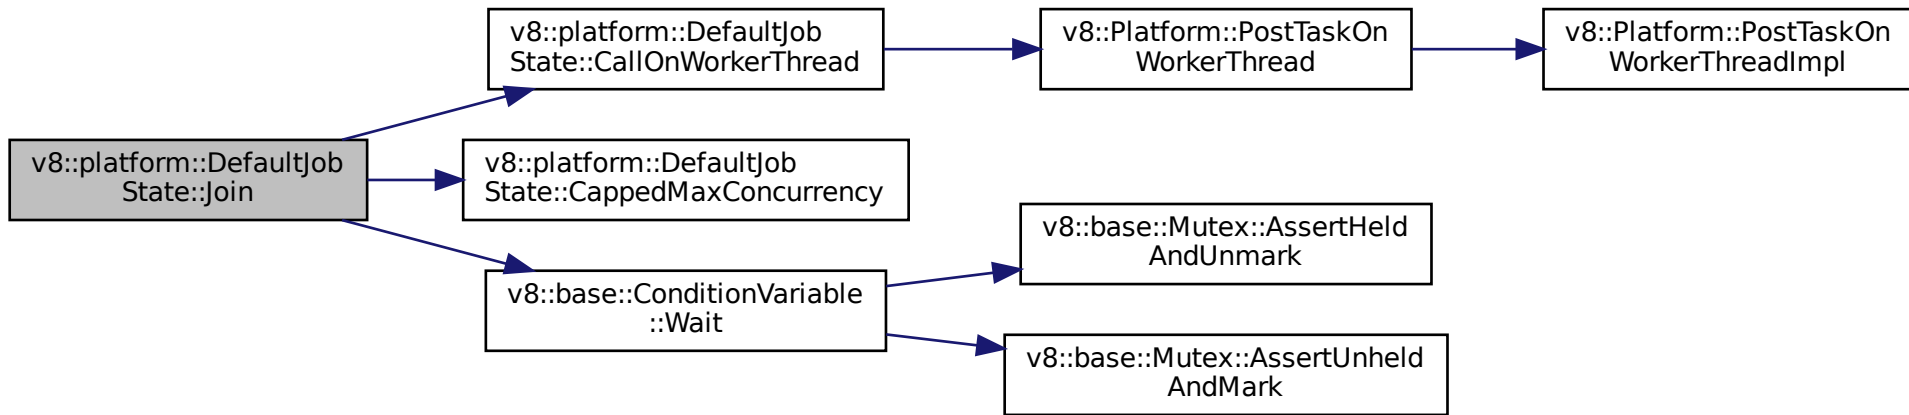 v8::platform::DefaultJob
State::Join
v8::platform::DefaultJob
State::CallOnWorkerThread
v8::Platform::PostTaskOn
WorkerThread
v8::Platform::PostTaskOn
WorkerThreadImpl
v8::platform::DefaultJob
State::CappedMaxConcurrency
v8::base::ConditionVariable
::Wait
v8::base::Mutex::AssertHeld
AndUnmark
v8::base::Mutex::AssertUnheld
AndMark